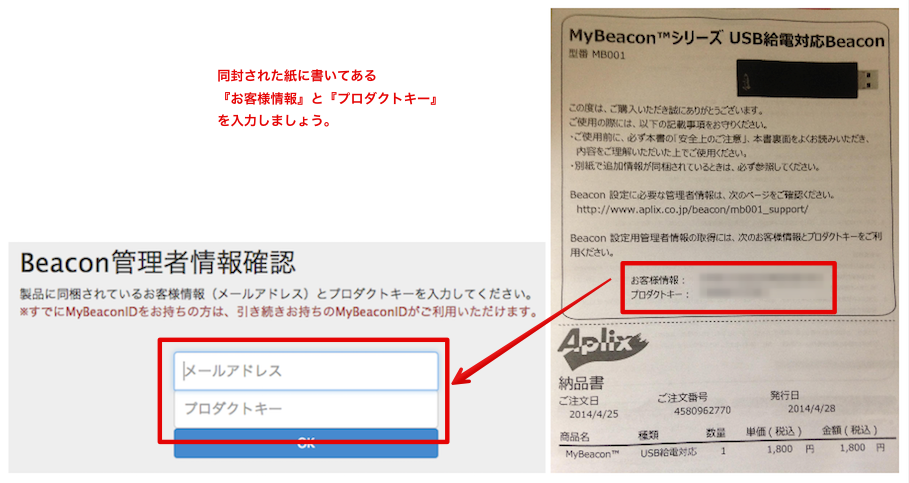 同封された紙に書いてある
『お客様情報』と『プロダクトキー』
を入力しましょう。
Beacon管理者情報確認
製品に同梱されているお客様情報（メールアドレス）とプロダクトキーを入力してください。
※すでにMyBeaconIDをお持ちの方は、引き続きお持ちのMyBeaconIDがご利用いただけます。
メールアドレス
プロダクトキー
OK
MyBeacon™シリーズ USB給電対応Beacon
型番 MB001
この度は、ご購入いただき誠にありがとうございます。
ご使用の際には、以下の記載事項をお守りください。
・ご使用前に、必ず本書の「安全上のご注意」、本書裏面をよくお読みいただき、
内容をご理解いただいた上でご使用ください。
・別紙で追加情報が同梱されているときは、必ず参照してください。
Beacon 設定に必要な管理者情報は、次のページをご確認ください。
http://www.aplix.co.jp/beacon/mb001_support/
Beacon 設定用管理者情報の取得には、次のお客様情報とプロダクトキーをご利
用ください。
お客様情報：
プロダクトキー：
Aplix
納品書
ご注文日 ご注文番号 発行日
2014/4/25 4580962770 2014/4/28
商品名 種類 数量 単価（税込） 金額（税込）
MyBeacon™ USB給電対応 1 1,800 円 1,800 円